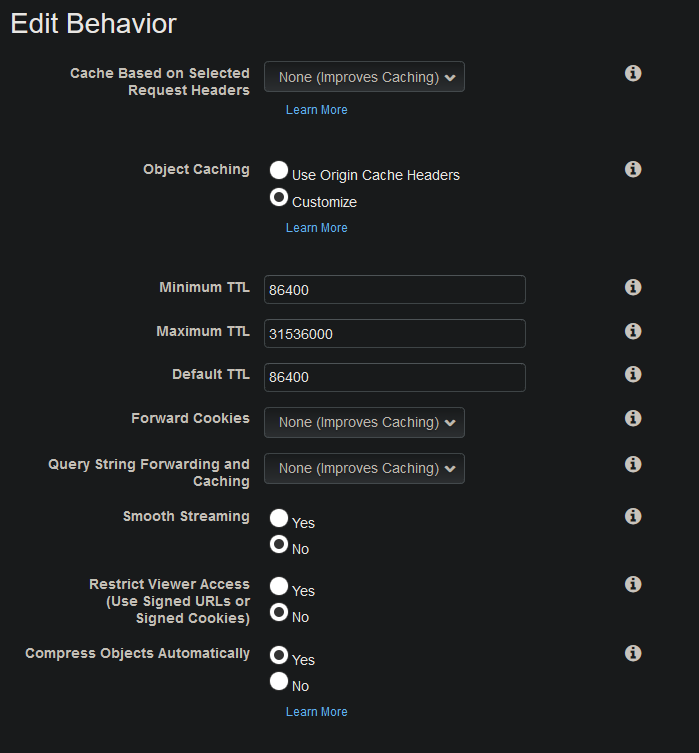 Edit Behavior
Cache Based on Selected
Request Headers
None (Improves Caching)
Learn More
Object Caching
Use Origin Cache Headers
Customize
Learn More
Minimum TTL
86400
Maximum TTL
31536000
Default TTL
86400
Forward Cookies
None (Improves Caching)
Query String Forwarding and
Caching
None (Improves Caching)
Smooth Streaming
Yes
No
Restrict Viewer Access
(Use Signed URLs or
Signed Cookies)
Yes
No
Compress Objects Automatically
Yes
No
Learn More